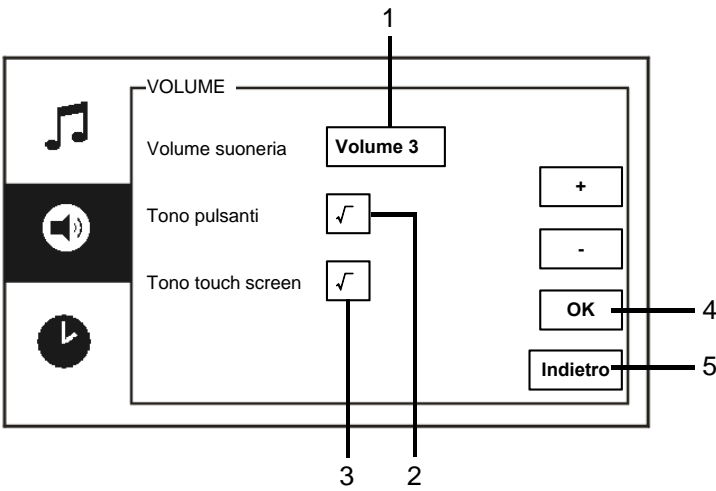 1
VOLUME
Volume suoneria
Volume 3
+
Tono pulsanti
√
-
Tono touch screen
√
OK
4
Indietro
5
3
2